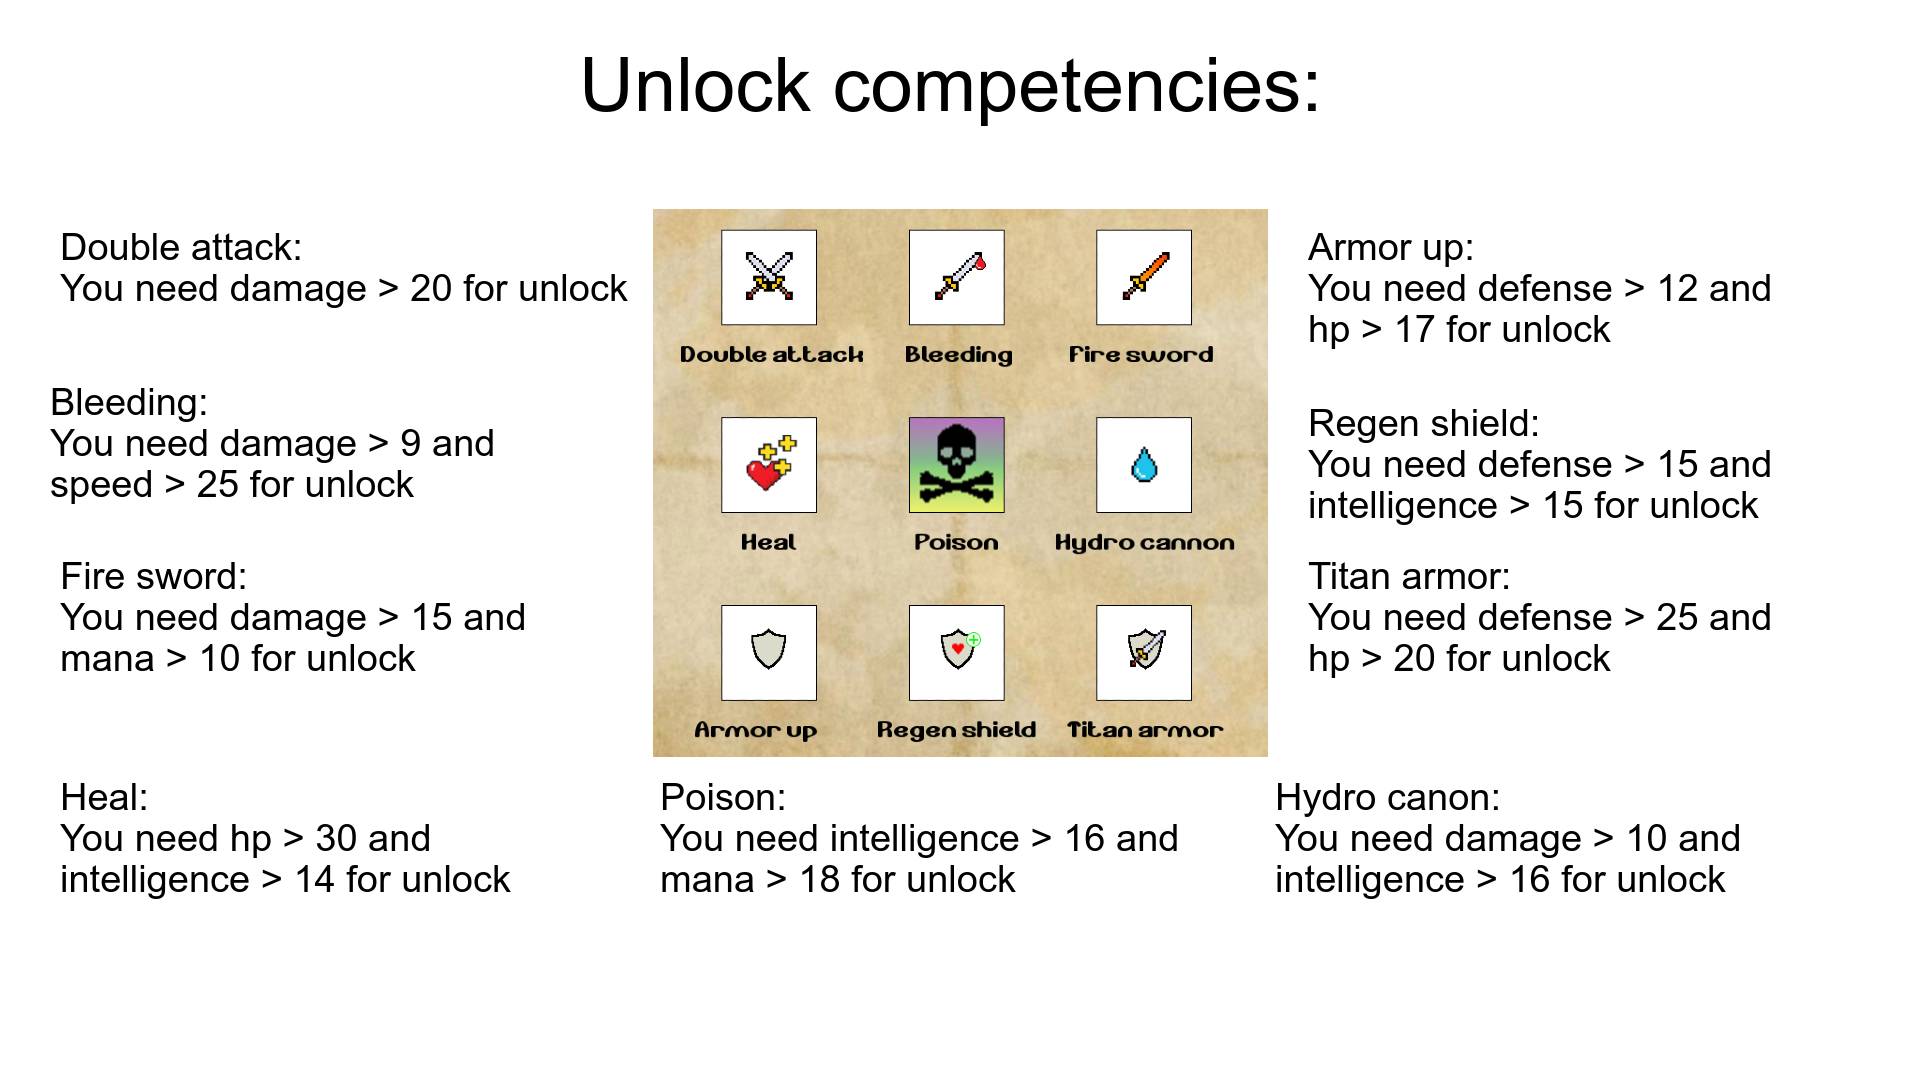 Unlock competencies:
Double attack:
You need damage > 20 for unlock
Bleeding:
You need damage > 9 and
speed > 25 for unlock
Fire sword:
You need damage > 15 and
mana > 10 for unlock
Double attack
Bleeding
Fire sword
Heal
Poison
Hydro cannon
Armor up
Regen shield
Titan armor
Armor up:
You need defense > 12 and
hp > 17 for unlock
Regen shield:
You need defense > 15 and
intelligence > 15 for unlock
Titan armor:
You need defense > 25 and
hp > 20 for unlock
Heal:
You need hp > 30 and
intelligence > 14 for unlock
Poison:
You need intelligence > 16 and
mana > 18 for unlock
Hydro canon:
You need damage > 10 and
intelligence > 16 for unlock